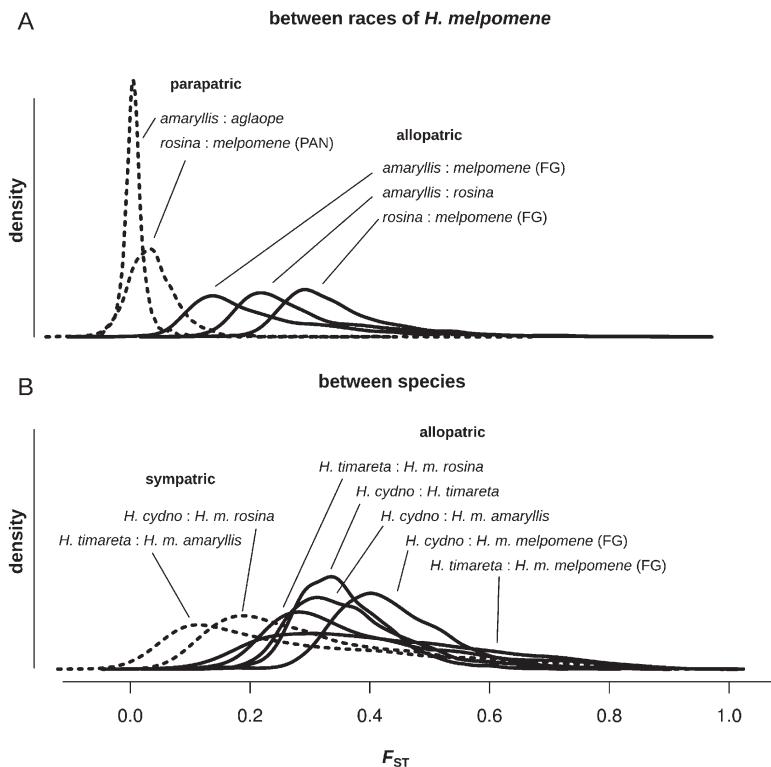 A
between races of H. melpomene
parapatric
amaryllis : aglaope
rosina : melpomene (PAN)
allopatric
amaryllis : melpomene (FG)
amaryllis : rosina
rosina : melpomene (FG)
density
B
between species
allopatric
H. timareta : H. m. rosina
sympatric
H. cydno : H. timareta
H. cydno : H. m. rosina
H. cydno : H. m. amaryllis
H. timareta : H. m. amaryllis
H. cydno : H. m. melpomene (FG)
H. timareta : H. m. melpomene (FG)
density
0.0 0.2 0.4 0.6 0.8 1.0
FST